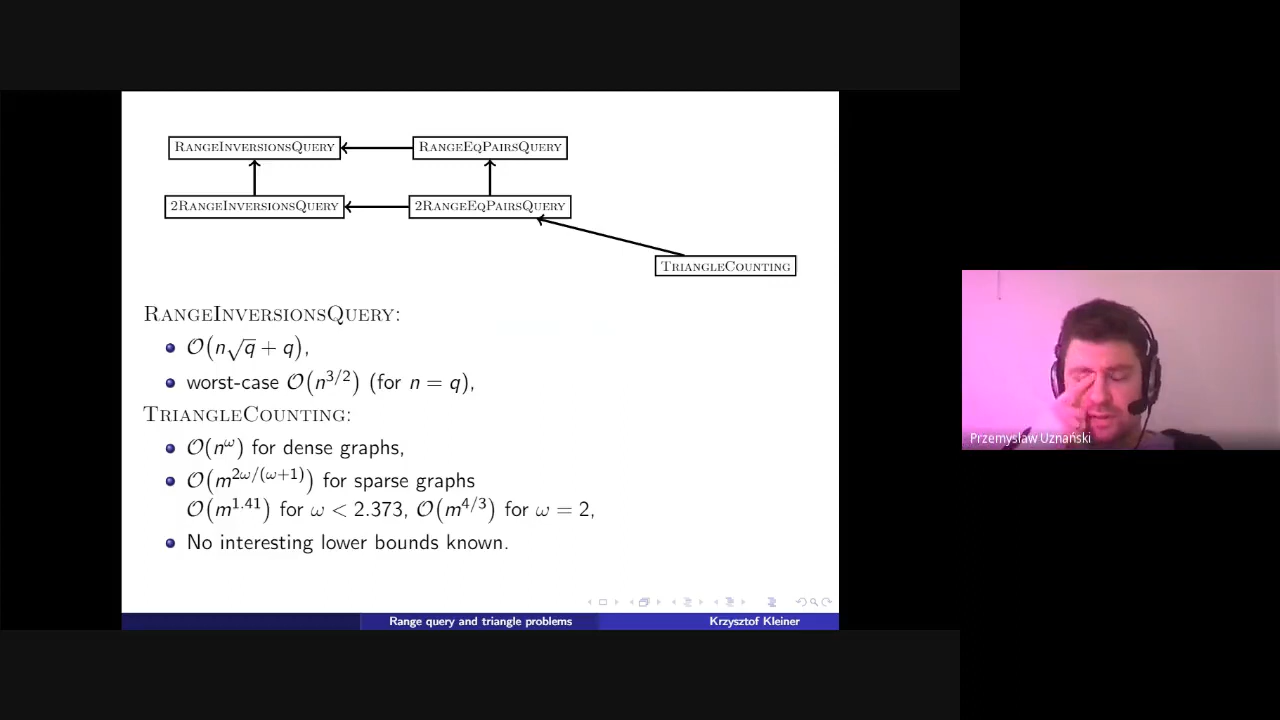 RANGEINVERSIONSQUERY
RANGEEQPAIRSQUERY
2RANGEINVERSIONSQUERY
2RANGEEQPAIRSQUERY
TRIANGLECOUNTING
RANGEINVERSIONSQUERY:
O(n√q + q),
worst-case O(n^{3/2}) (for n = q),
TRIANGLECOUNTING:
O(n^ω) for dense graphs,
O(m^{2ω/(ω+1)}) for sparse graphs
O(m^{1.41}) for ω < 2.373, O(m^{4/3}) for ω = 2,
No interesting lower bounds known.
Range query and triangle problems
Krzysztof Kleiner
Przemysław Uznański